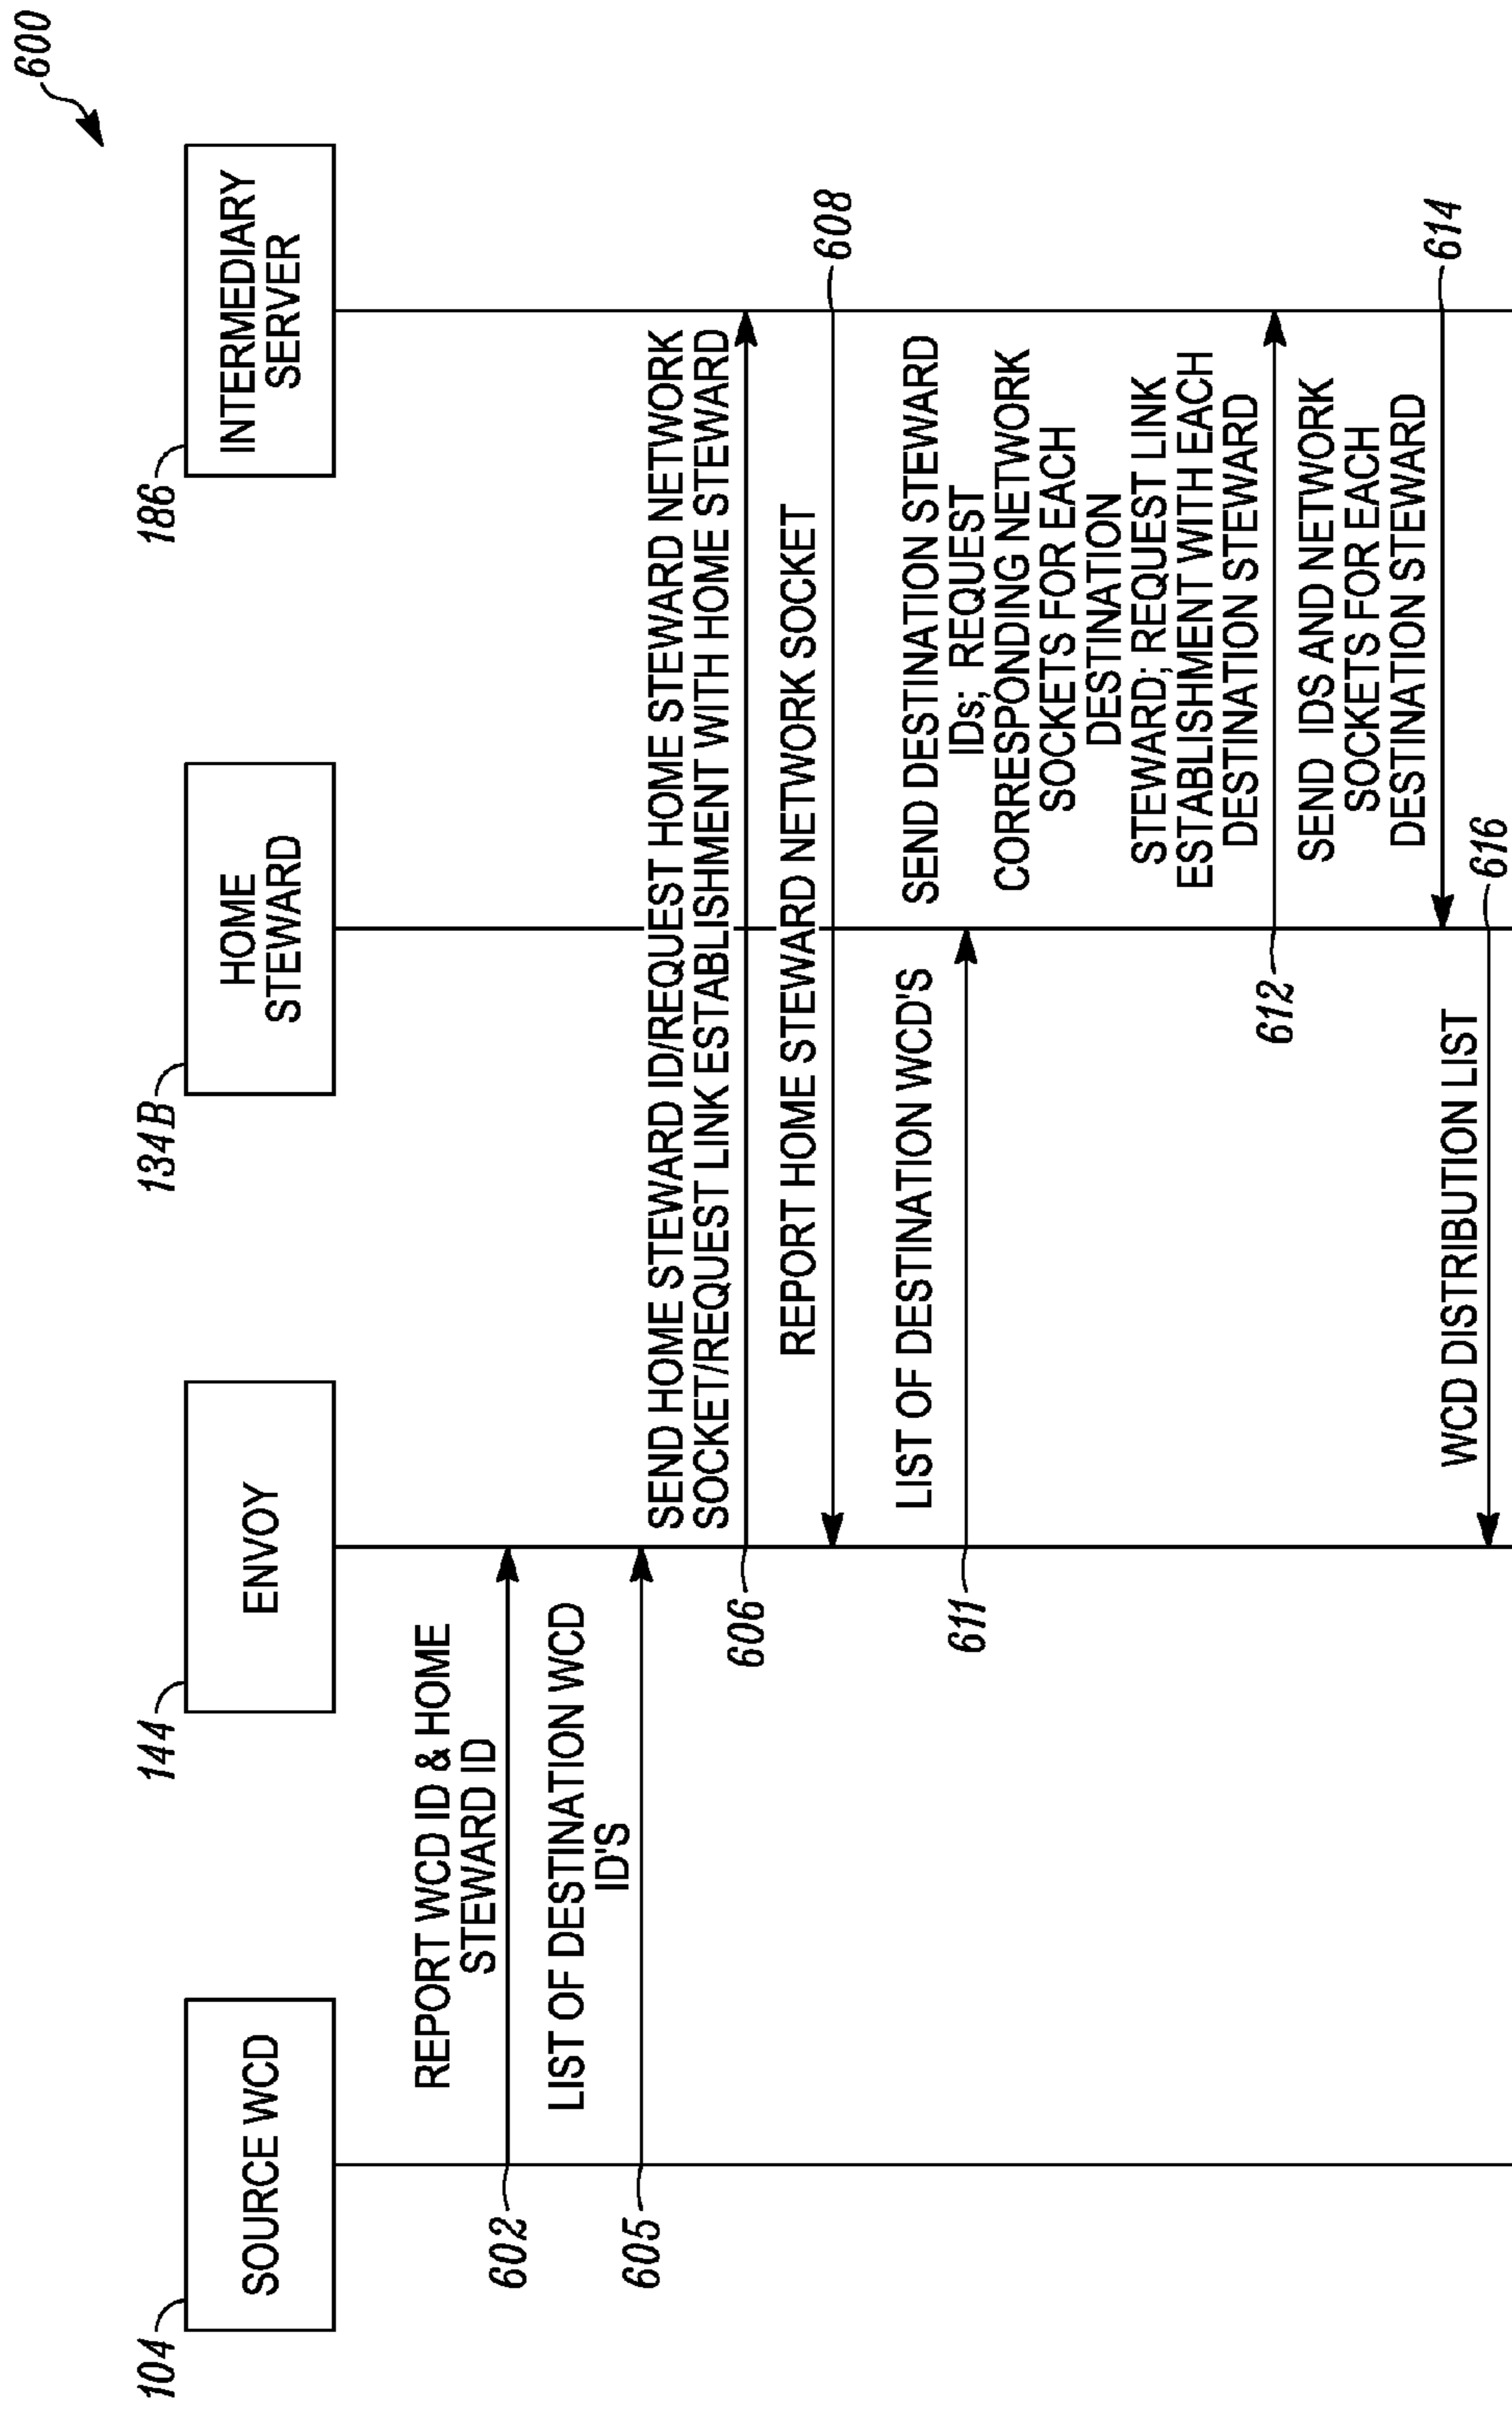 600
104
SOURCE WCD
144
ENVOY
134B
HOME
STEWARD
186
INTERMEDIARY
SERVER
REPORT WCD ID & HOME
STEWARD ID
602
LIST OF DESTINATION WCD
ID'S
605
SEND HOME STEWARD ID/REQUEST HOME STEWARD NETWORK
SOCKET/REQUEST LINK ESTABLISHMENT WITH HOME STEWARD
606
REPORT HOME STEWARD NETWORK SOCKET
608
LIST OF DESTINATION WCD'S
611
SEND DESTINATION STEWARD
IDs; REQUEST
CORRESPONDING NETWORK
SOCKETS FOR EACH
DESTINATION
STEWARD; REQUEST LINK
ESTABLISHMENT WITH EACH
DESTINATION STEWARD
612
SEND IDS AND NETWORK
SOCKETS FOR EACH
DESTINATION STEWARD
614
WCD DISTRIBUTION LIST
616